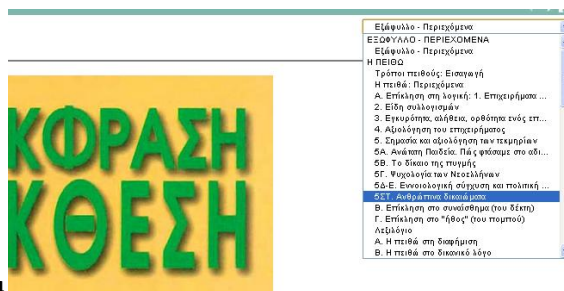 Εξώφυλλο - Περιεχόμενα
ΕΞΩΦΥΛΛΟ - ΠΕΡΙΕΧΟΜΕΝΑ
Εξώφυλλο - Περιεχόμενα
Η ΠΕΙΘΩ
Τρόποι πειθούς: Εισαγωγή
Η πειθώ: Περιεχόμενα
Α. Επίκληση στη λογική: 1. Επιχειρήματα ...
2. Είδη συλλογισμών
3. Εγκυρότητα, αλήθεια, ορθότητα ενός επ...
4. Αξιολόγηση του επιχειρήματος
5. Σημασία και αξιολόγηση των τεκμηρίων
5Α. Ανώτατη Παιδεία. Πώς φτάσαμε στο αδι...
5Β. Το δίκαιο της πυγμής
5Γ. Ψυχολογία των Νεοελλήνων
5Δ-Ε. Εννοιολογική σύγχυση και πολιτική ...
5ΣΤ. Ανθρώπινα δικαιώματα
Β. Επίκληση στο συναίσθημα (του δέκτη)
Γ. Επίκληση στο "ήθος" (του πομπού)
Λεξιλόγιο
Α. Η πειθώ στη διαφήμιση
Β. Η πειθώ στο δικανικό λόγο
ΚΦΡΑΣΗ
ΚΘΕΣΗ